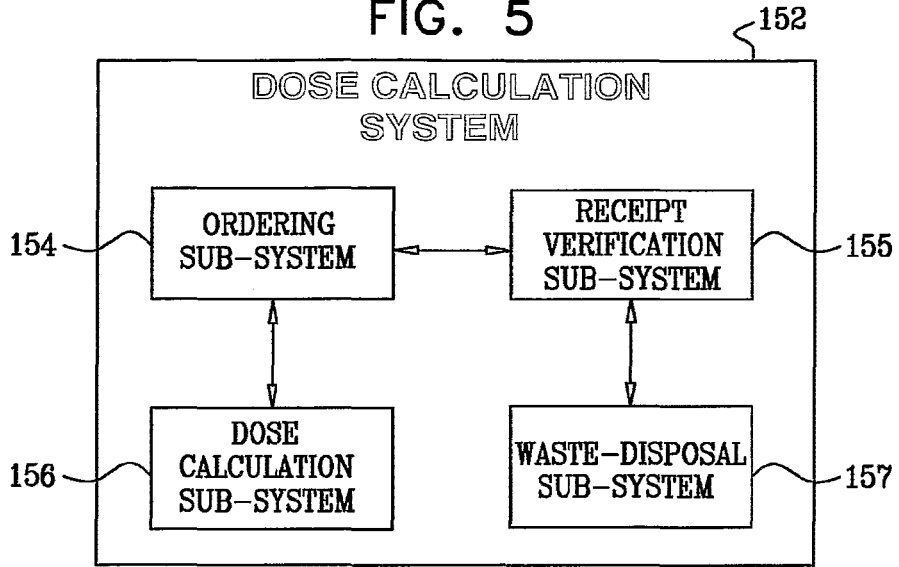 FIG. 5
152
DOSE CALCULATION
SYSTEM
154
ORDERING
SUB-SYSTEM
RECEIPT
VERIFICATION
SUB-SYSTEM
155
156
DOSE
CALCULATION
SUB-SYSTEM
WASTE-DISPOSAL
SUB-SYSTEM
157